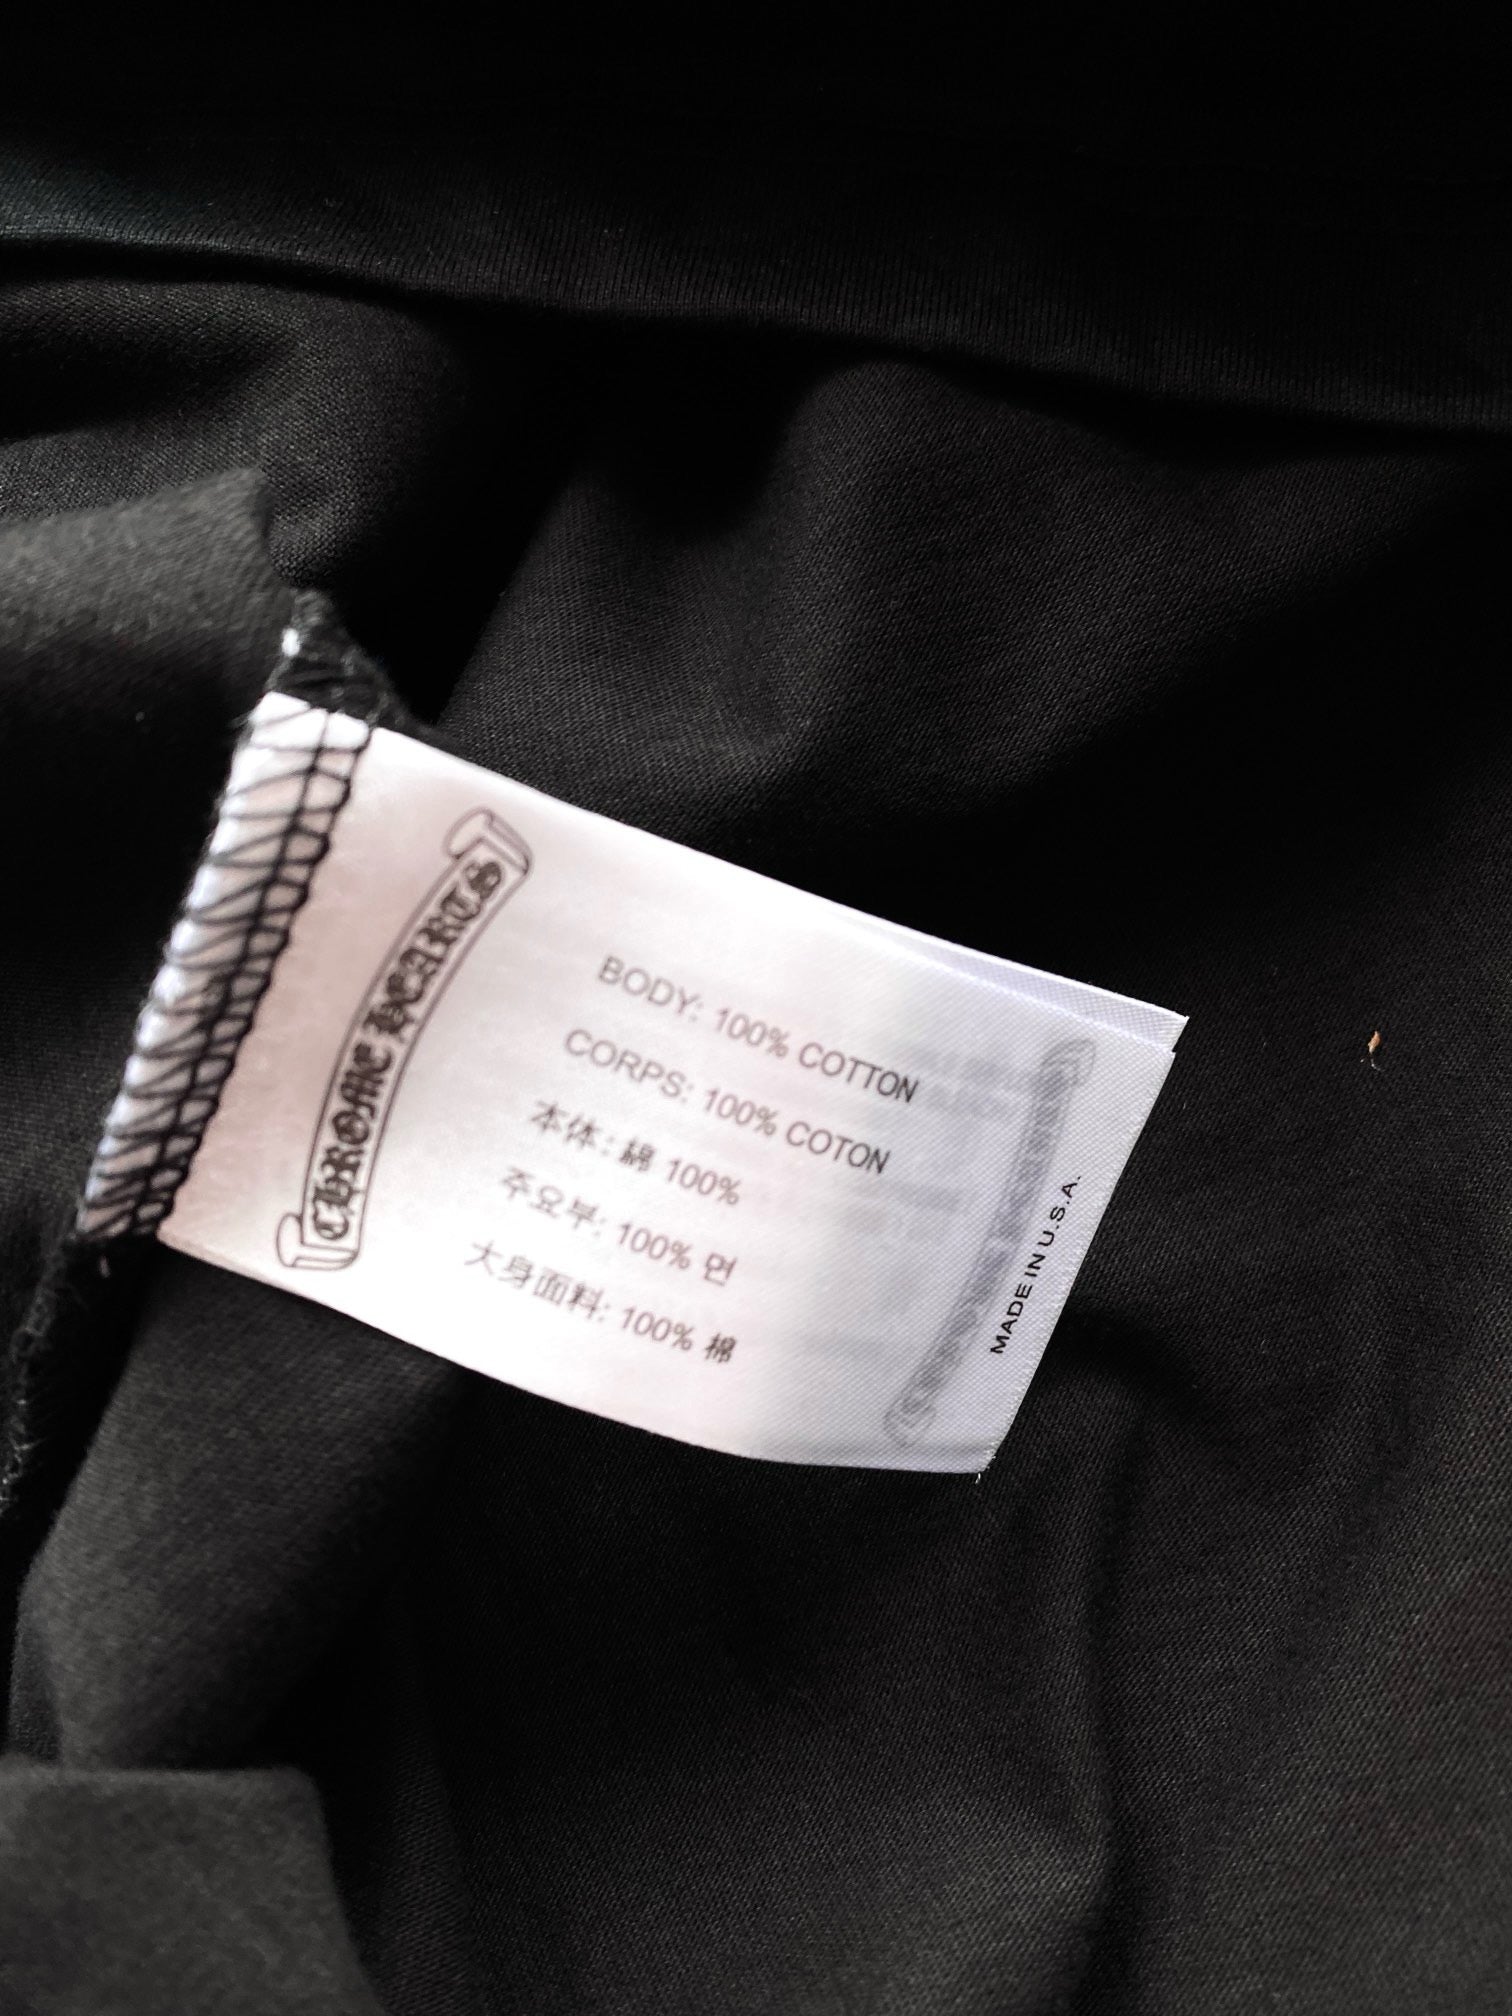 CHROME HEARTS
BODY: 100% COTTON
CORPS: 100% COTON
本体: 綿 100%
주요부: 100% 면
大身面料: 100% 棉
MADE IN U.S.A.